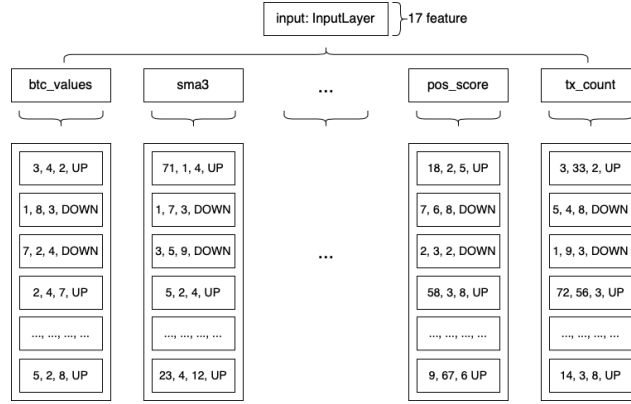 input: InputLayer
17 feature
btc_values
sma3
...
pos_score
tx_count
3, 4, 2, UP
71, 1, 4, UP
18, 2, 5, UP
3, 33, 2, UP
1, 8, 3, DOWN
1, 7, 3, DOWN
7, 6, 8, DOWN
5, 4, 8, DOWN
7, 2, 4, DOWN
3, 5, 9, DOWN
...
2, 3, 2, DOWN
1, 9, 3, DOWN
2, 4, 7, UP
5, 2, 4, UP
58, 3, 8, UP
72, 56, 3, UP
..., ..., ..., ...
..., ..., ..., ...
..., ..., ..., ...
..., ..., ..., ...
5, 2, 8, UP
23, 4, 12, UP
9, 67, 6 UP
14, 3, 8, UP